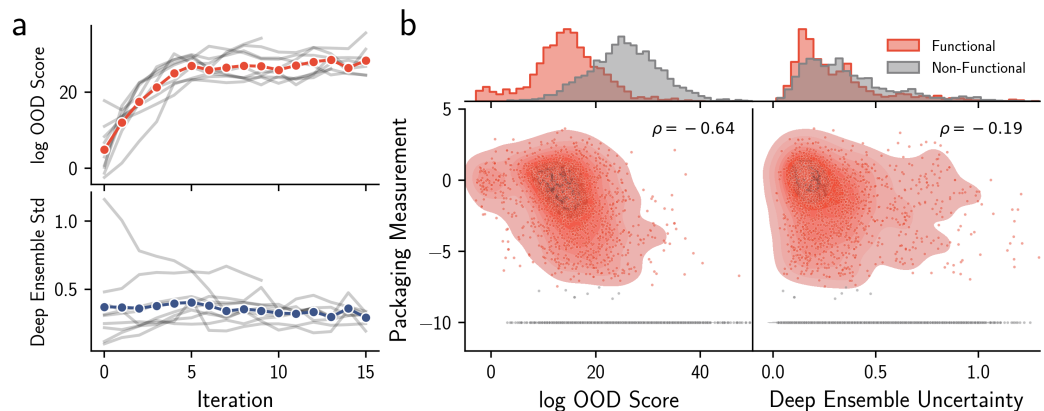 a
log OOD Score
20
0
Deep Ensemble Std
1.0
0.5
0
5
10
15
Iteration
b
Functional
Non-Functional
Packaging Measurement
5
0
−5
−10
ρ = −0.64
ρ = −0.19
0
20
40
0.0
0.5
1.0
log OOD Score
Deep Ensemble Uncertainty